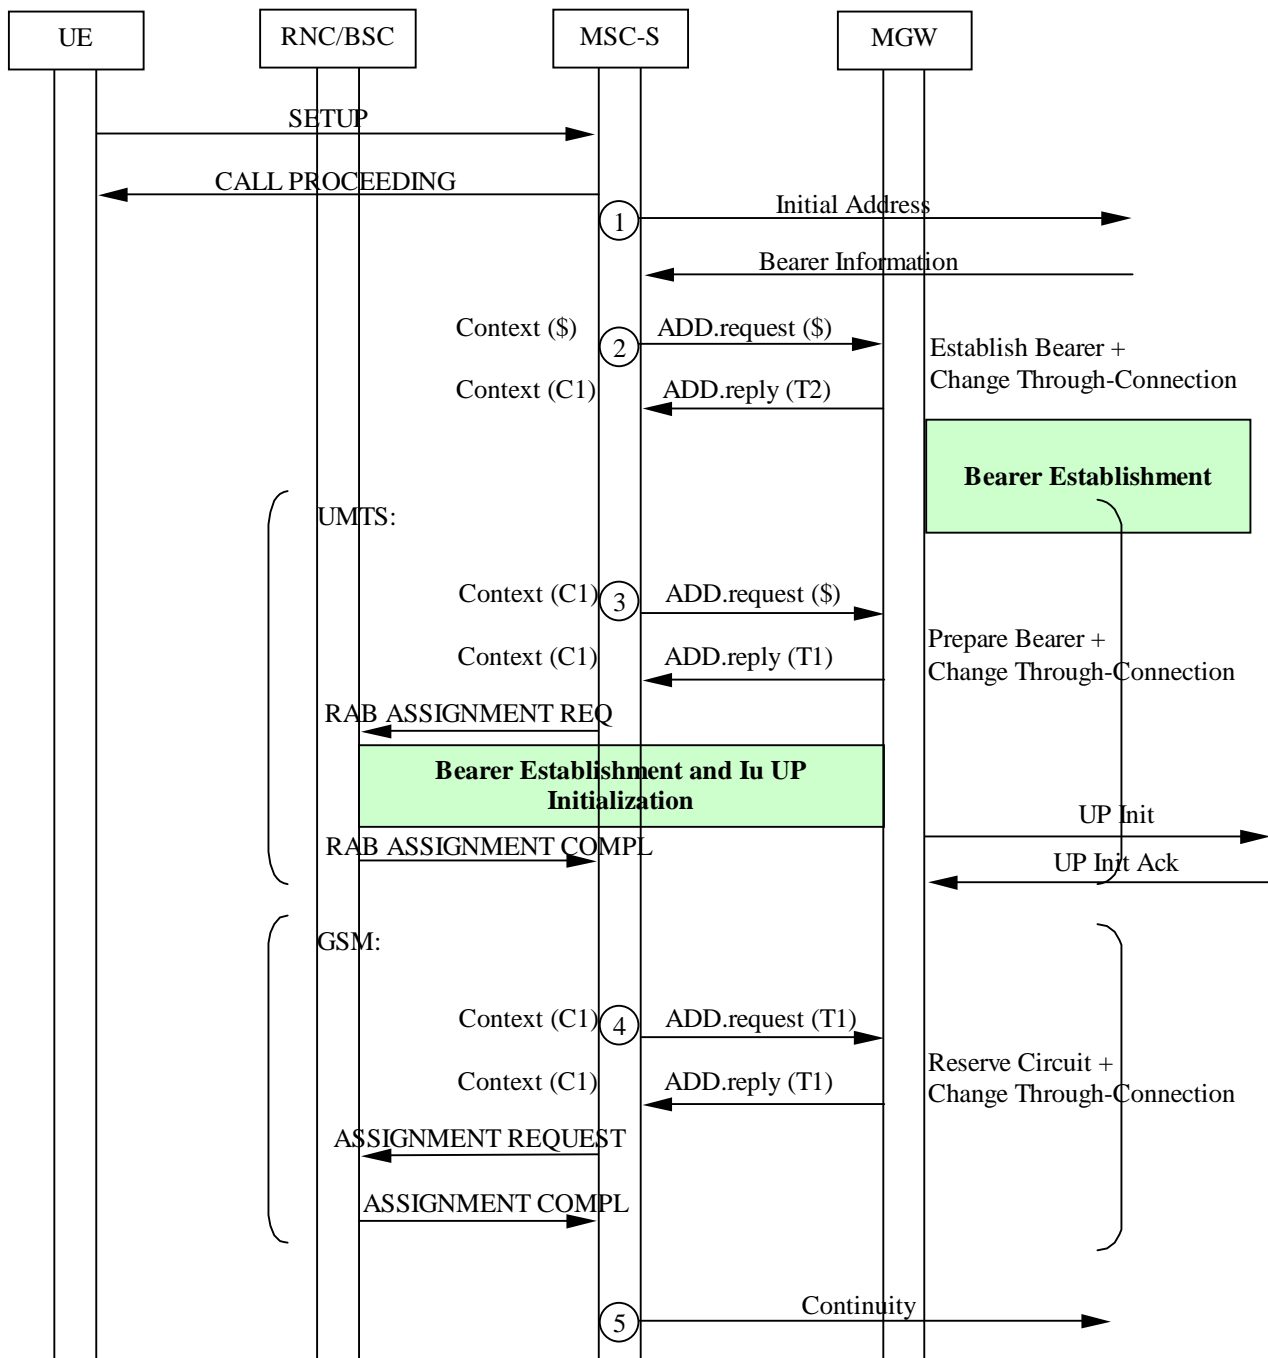 UE
RNC/BSC
MSC-S
MGW
SETUP
CALL PROCEEDING
1
Initial Address
Bearer Information
Context ($)
2
ADD.request ($)
Establish Bearer +
Change Through-Connection
Context (C1)
ADD.reply (T2)
Bearer Establishment
UMTS:
Context (C1)
3
ADD.request ($)
Prepare Bearer +
Change Through-Connection
Context (C1)
ADD.reply (T1)
RAB ASSIGNMENT REQ
Bearer Establishment and Iu UP
Initialization
UP Init
RAB ASSIGNMENT COMPL
UP Init Ack
GSM:
Context (C1)
4
ADD.request (T1)
Reserve Circuit +
Change Through-Connection
Context (C1)
ADD.reply (T1)
ASSIGNMENT REQUEST
ASSIGNMENT COMPL
5
Continuity